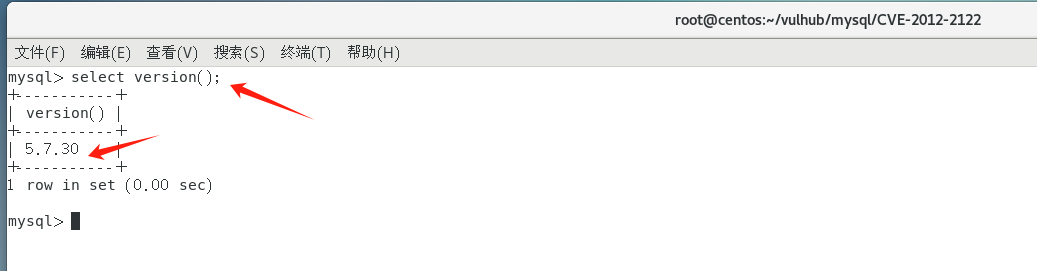 root@centos:~/vulhub/mysql/CVE-2012-2122
文件(F) 编辑(E) 查看(V) 搜索(S) 终端(T) 帮助(H)
mysql> select version();
+-----------+
| version() |
+-----------+
| 5.7.30    |
+-----------+
1 row in set (0.00 sec)
mysql>